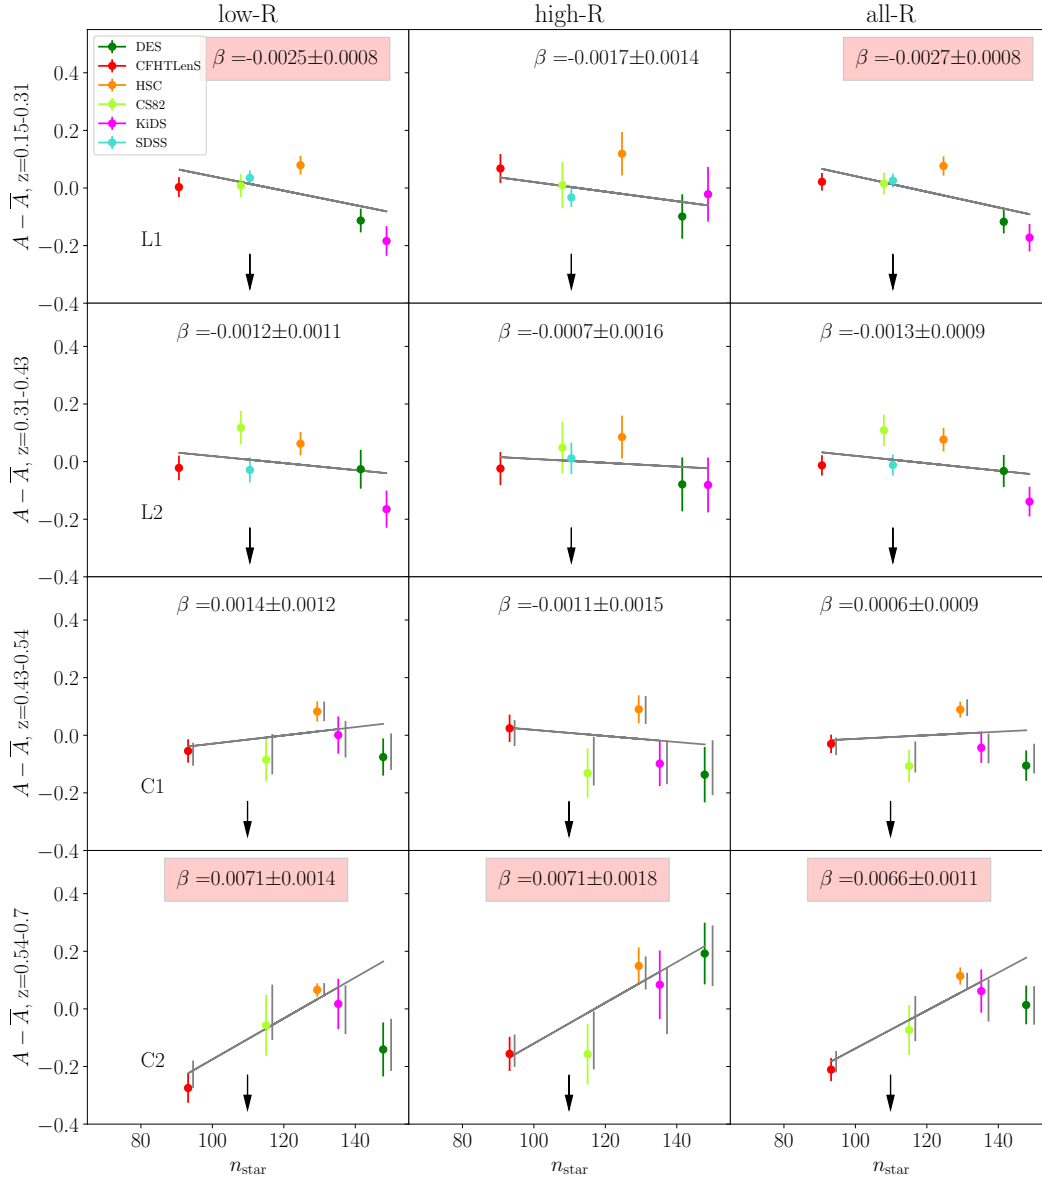 low-R high-R all-R
DES
CFHTLenS
HSC
CS82
KiDS
SDSS
β =-0.0025±0.0008 β =-0.0017±0.0014 β =-0.0027±0.0008
A − A̅, z=0.15-0.31
0.4
0.2
0.0
−0.2
−0.4
L1
β =-0.0012±0.0011 β =-0.0007±0.0016 β =-0.0013±0.0009
A − A̅, z=0.31-0.43
0.4
0.2
0.0
−0.2
−0.4
L2
β =0.0014±0.0012 β =-0.0011±0.0015 β =0.0006±0.0009
A − A̅, z=0.43-0.54
0.4
0.2
0.0
−0.2
−0.4
C1
β =0.0071±0.0014 β =0.0071±0.0018 β =0.0066±0.0011
A − A̅, z=0.54-0.7
0.2
0.0
−0.2
−0.4
C2
80 100 120 140 80 100 120 140 80 100 120 140
n_star n_star n_star